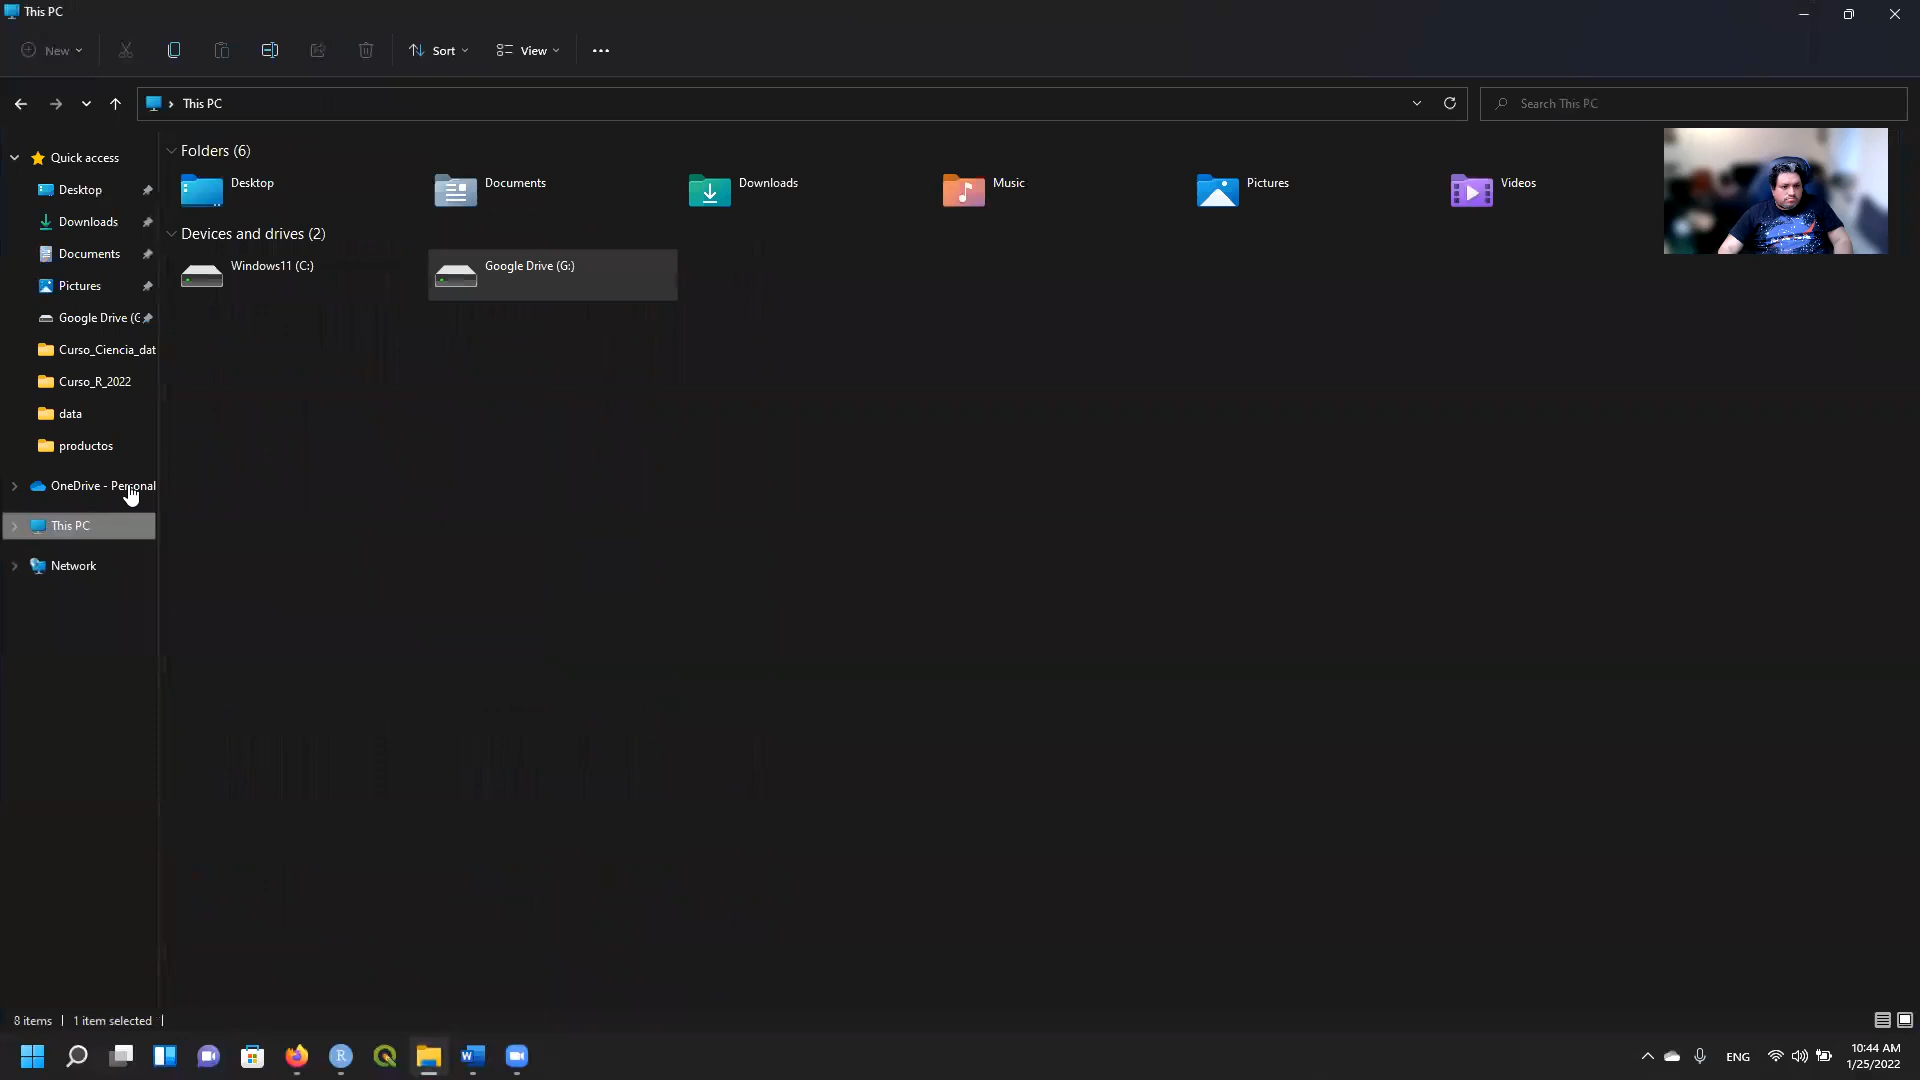 This PC
New
Sort
View
This PC
Search This PC
Quick access
Desktop
Downloads
Documents
Pictures
Google Drive (G
Curso_Ciencia_dat
Curso_R_2022
data
productos
OneDrive - Personal
This PC
Network
Folders (6)
Desktop
Documents
Downloads
Music
Pictures
Videos
Devices and drives (2)
Windows11 (C:)
Google Drive (G:)
8 items
1 item selected
ENG
10:44 AM
1/25/2022